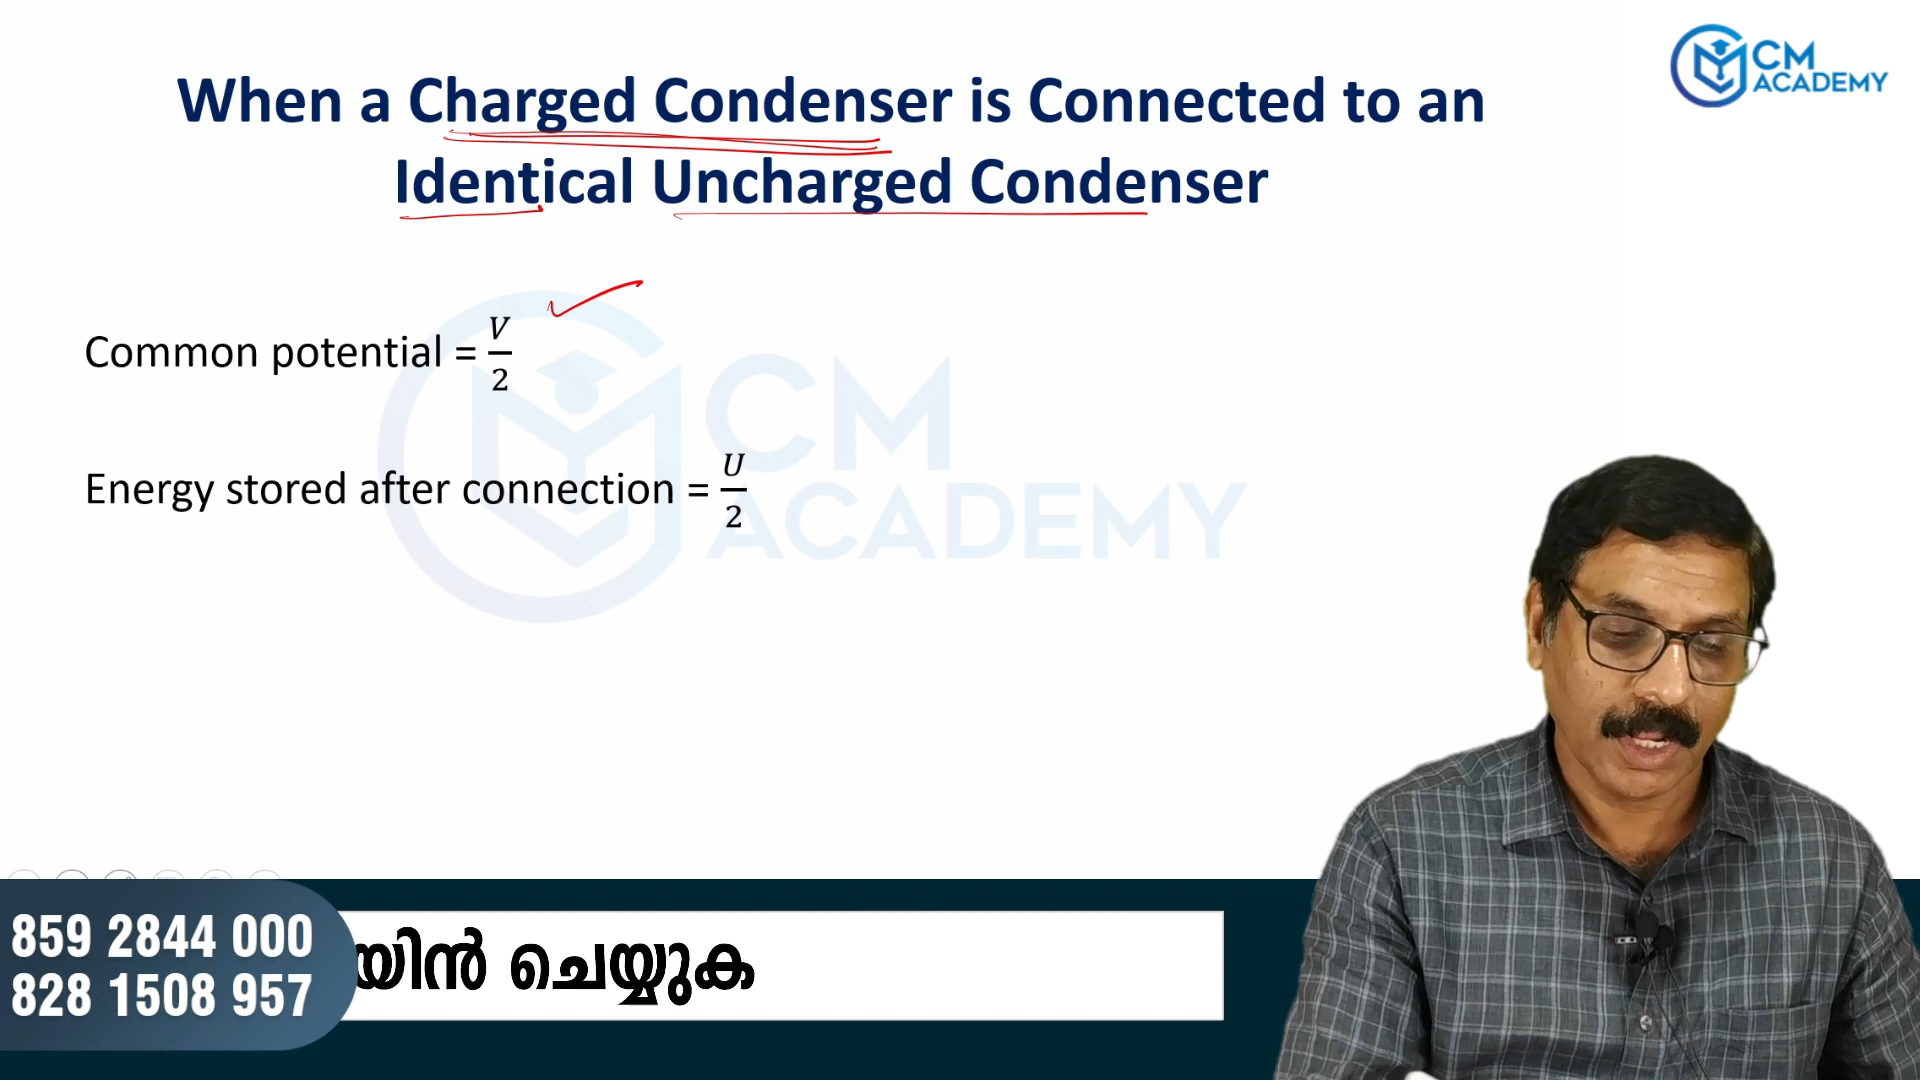 CM
ACADEMY
When a Charged Condenser is Connected to an
Identical Uncharged Condenser
Common potential = V/2
Energy stored after connection = U/2
CM
ACADEMY
859 2844 000
828 1508 957
യിൻ ചെയ്യുക